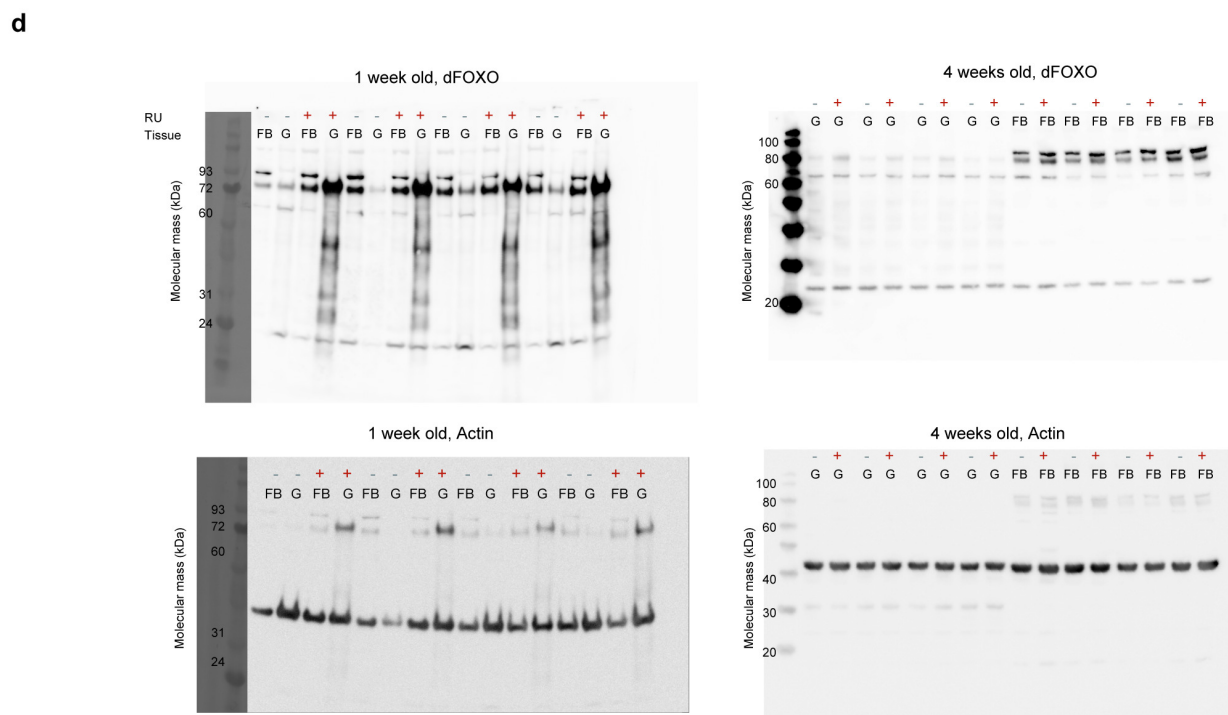 d
1 week old, dFOXO
RU - - + + - - + + - - + + - - + +
Tissue FB G FB G FB G FB G FB G FB G FB G FB G
Molecular mass (kDa)
93
72
60
31
24
4 weeks old, dFOXO
- + - + - + - + - + - + - + - +
G G G G G G G G FB FB FB FB FB FB FB FB
Molecular mass (kDa)
100
80
60
20
1 week old, Actin
- - + + - - + + - - + + - - + +
FB G FB G FB G FB G FB G FB G FB G FB G
Molecular mass (kDa)
93
72
60
31
24
4 weeks old, Actin
- + - + - + - + - + - + - + - +
G G G G G G G G FB FB FB FB FB FB FB FB
Molecular mass (kDa)
100
80
60
40
30
20